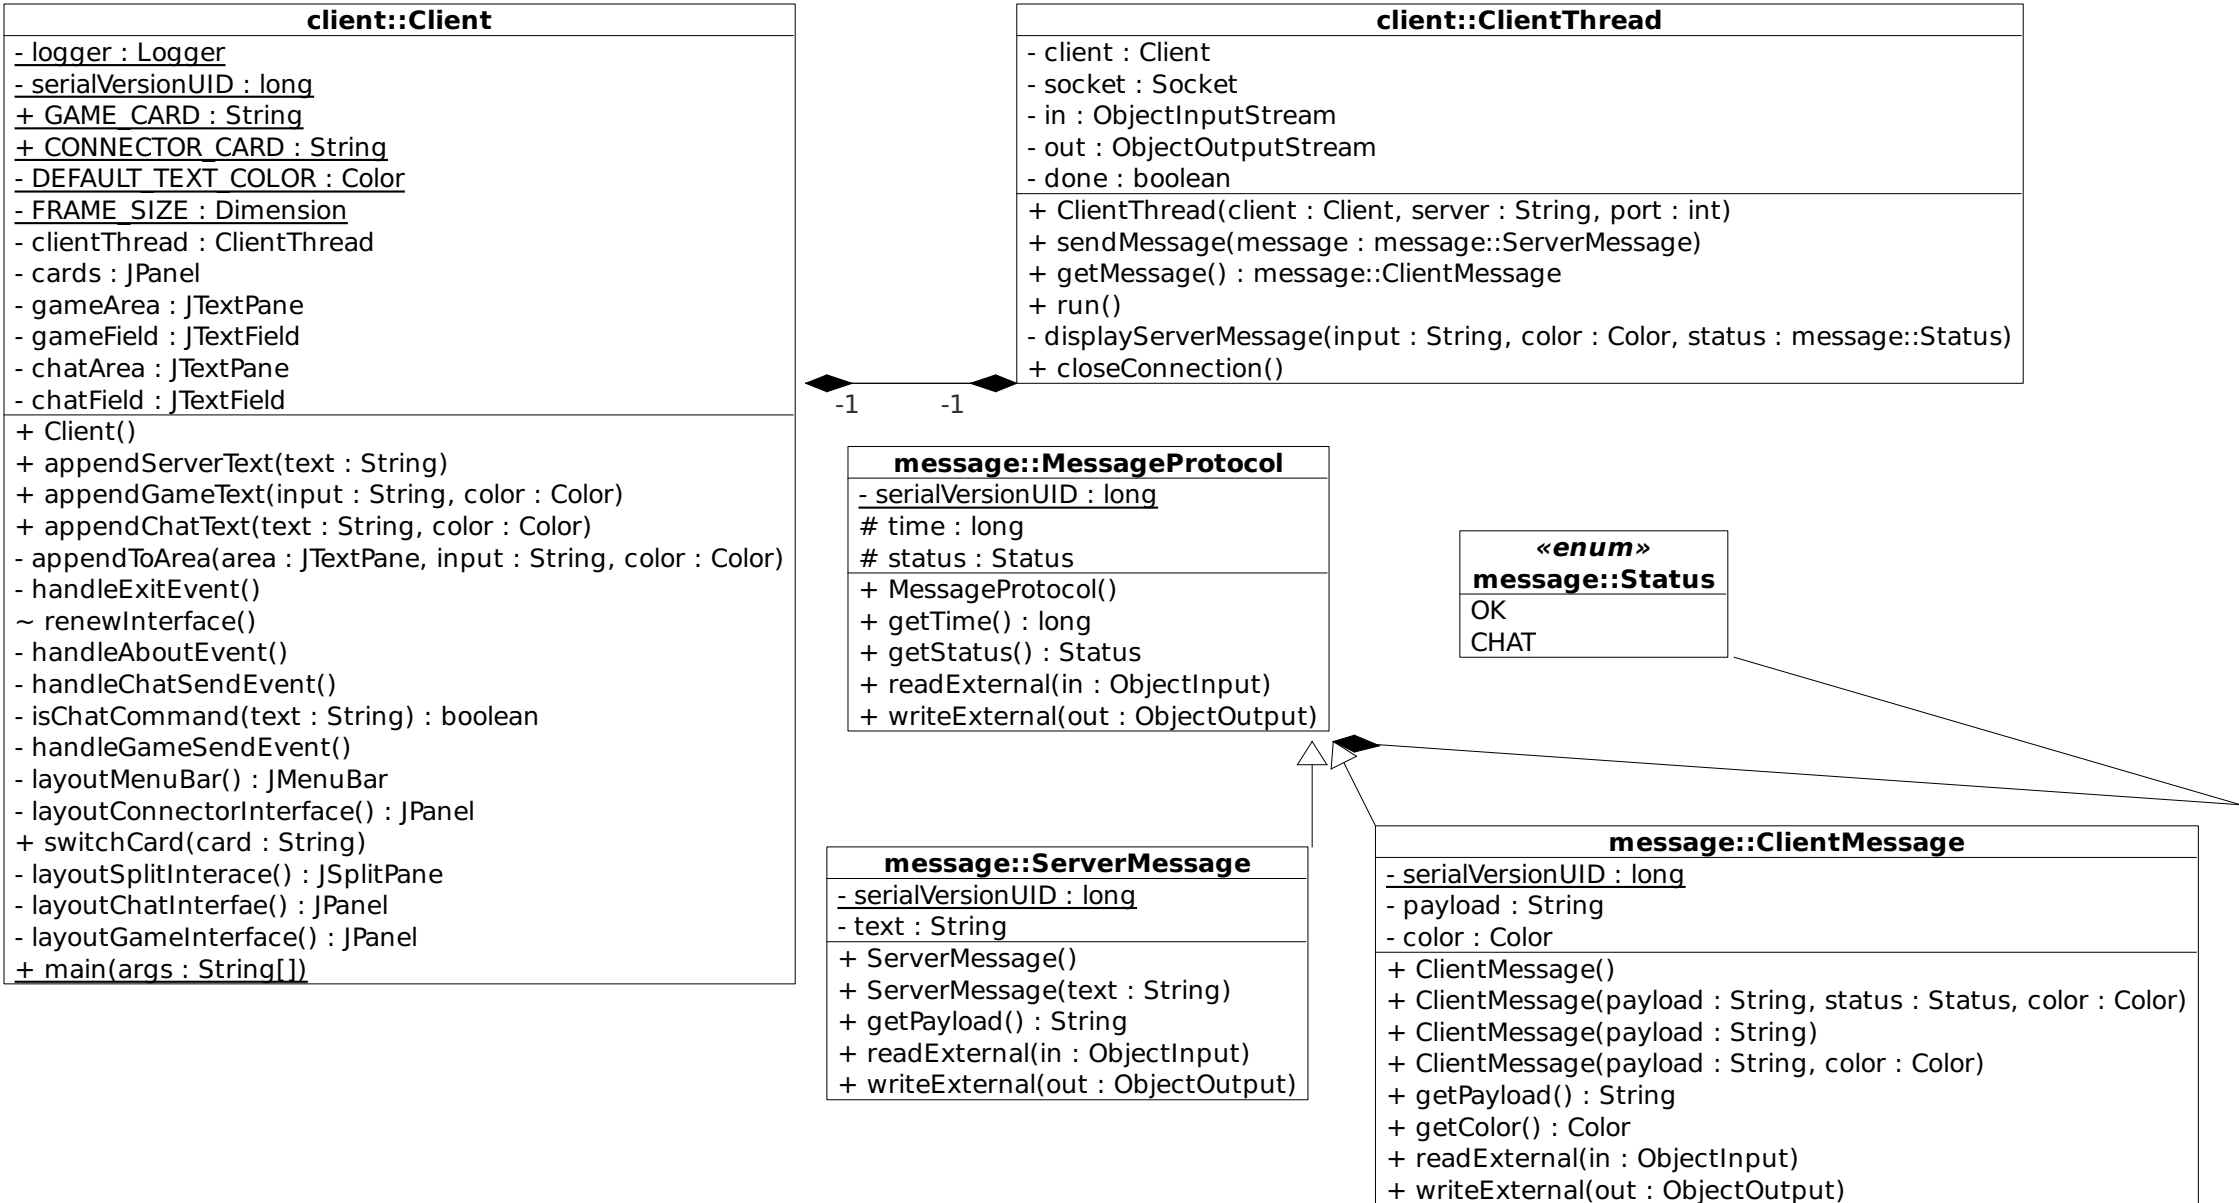 client::Client
- logger : Logger
- serialVersionUID : long
+ GAME_CARD : String
+ CONNECTOR_CARD : String
- DEFAULT_TEXT_COLOR : Color
- FRAME_SIZE : Dimension
- clientThread : ClientThread
- cards : JPanel
- gameArea : JTextPane
- gameField : JTextField
- chatArea : JTextPane
- chatField : JTextField
+ Client()
+ appendServerText(text : String)
+ appendGameText(input : String, color : Color)
+ appendChatText(text : String, color : Color)
- appendToArea(area : JTextPane, input : String, color : Color)
- handleExitEvent()
~ renewInterface()
- handleAboutEvent()
- handleChatSendEvent()
- isChatCommand(text : String) : boolean
- handleGameSendEvent()
- layoutMenuBar() : JMenuBar
- layoutConnectorInterface() : JPanel
+ switchCard(card : String)
- layoutSplitInterace() : JSplitPane
- layoutChatInterfae() : JPanel
- layoutGameInterface() : JPanel
+ main(args : String[])
client::ClientThread
- client : Client
- socket : Socket
- in : ObjectInputStream
- out : ObjectOutputStream
- done : boolean
+ ClientThread(client : Client, server : String, port : int)
+ sendMessage(message : message::ServerMessage)
+ getMessage() : message::ClientMessage
+ run()
- displayServerMessage(input : String, color : Color, status : message::Status)
+ closeConnection()
-1 -1
message::MessageProtocol
- serialVersionUID : long
# time : long
# status : Status
+ MessageProtocol()
+ getTime() : long
+ getStatus() : Status
+ readExternal(in : ObjectInput)
+ writeExternal(out : ObjectOutput)
«enum»
message::Status
OK
CHAT
message::ServerMessage
- serialVersionUID : long
- text : String
+ ServerMessage()
+ ServerMessage(text : String)
+ getPayload() : String
+ readExternal(in : ObjectInput)
+ writeExternal(out : ObjectOutput)
message::ClientMessage
- serialVersionUID : long
- payload : String
- color : Color
+ ClientMessage()
+ ClientMessage(payload : String, status : Status, color : Color)
+ ClientMessage(payload : String)
+ ClientMessage(payload : String, color : Color)
+ getPayload() : String
+ getColor() : Color
+ readExternal(in : ObjectInput)
+ writeExternal(out : ObjectOutput)